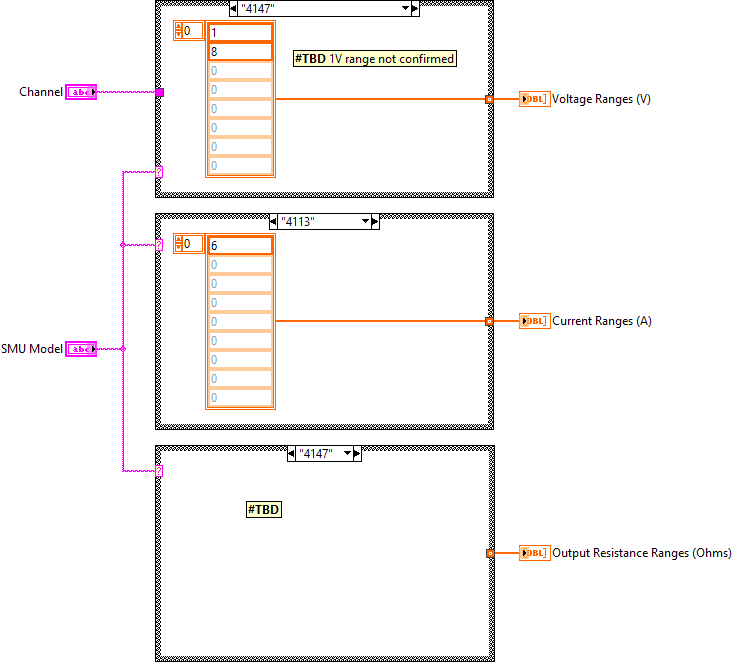 "4147"
0
1
8
0
0
0
0
0
0
#TBD 1V range not confirmed
Channel
abc
DBL
Voltage Ranges (V)
?
"4113"
0
6
0
0
0
0
0
0
0
0
?
DBL
Current Ranges (A)
SMU Model
abc
"4147"
?
#TBD
DBL
Output Resistance Ranges (Ohms)